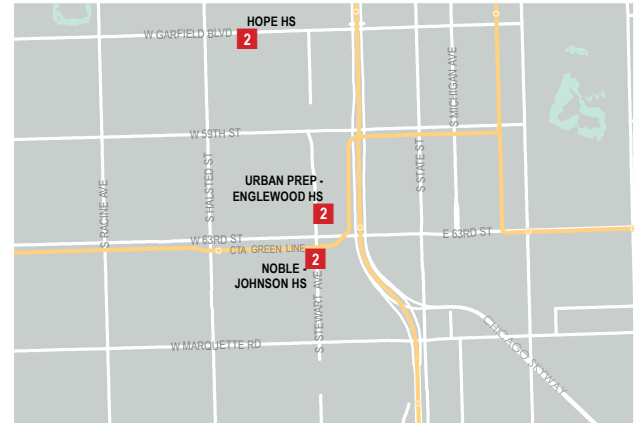 HOPE HS
2
W GARFIELD BLVD
S MICHIGAN AVE
W 59TH ST
S RACINE AVE
S HALSTED ST
S STATE ST
URBAN PREP -
ENGLEWOOD HS
2
W 63RD ST
E 63RD ST
CTA GREEN LINE
2
NOBLE -
JOHNSON HS
S. STEWART AVE
W MARQUETTE RD
CHICAGO SKYWAY